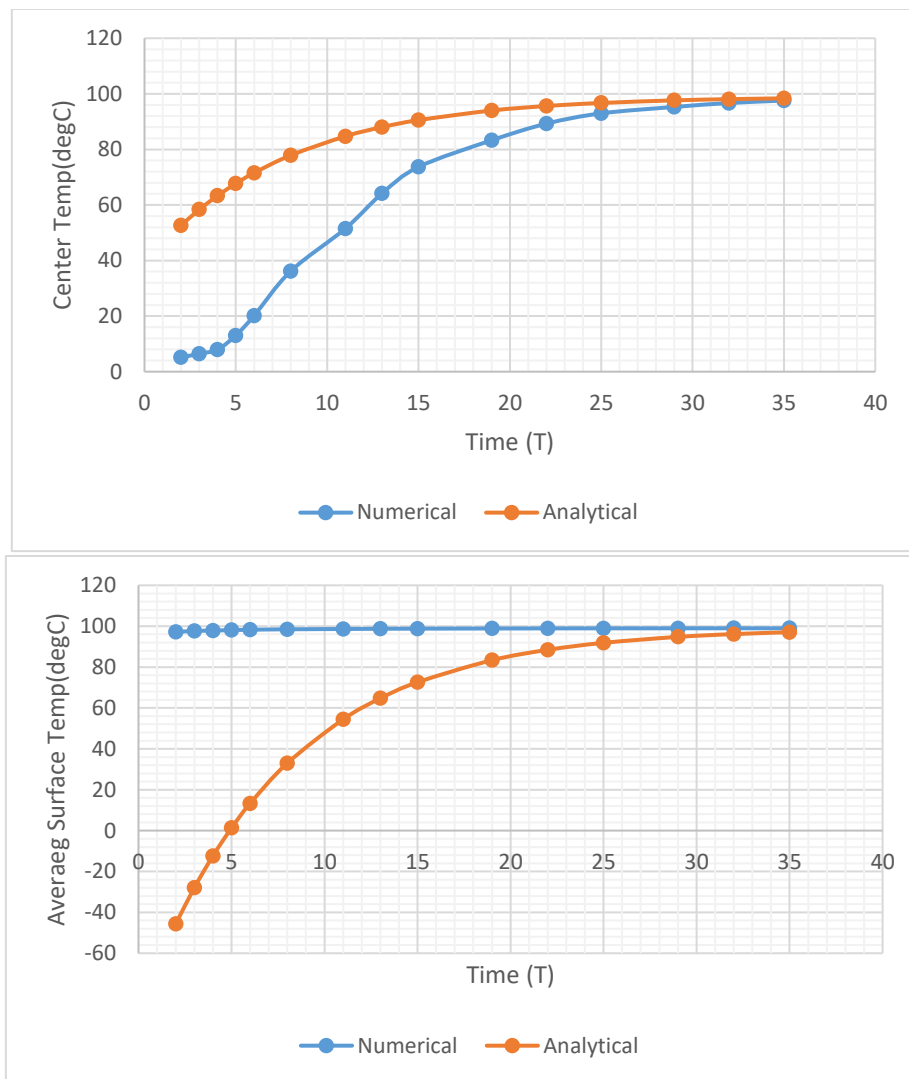 120
100
80
60
40
20
0
0 5 10 15 20 25 30 35 40
Center Temp(degC)
Time (T)
Numerical Analytical
120
100
80
60
40
20
0
-20
-40
-60
0 5 10 15 20 25 30 35 40
Averaeg Surface Temp(degC)
Time (T)
Numerical Analytical